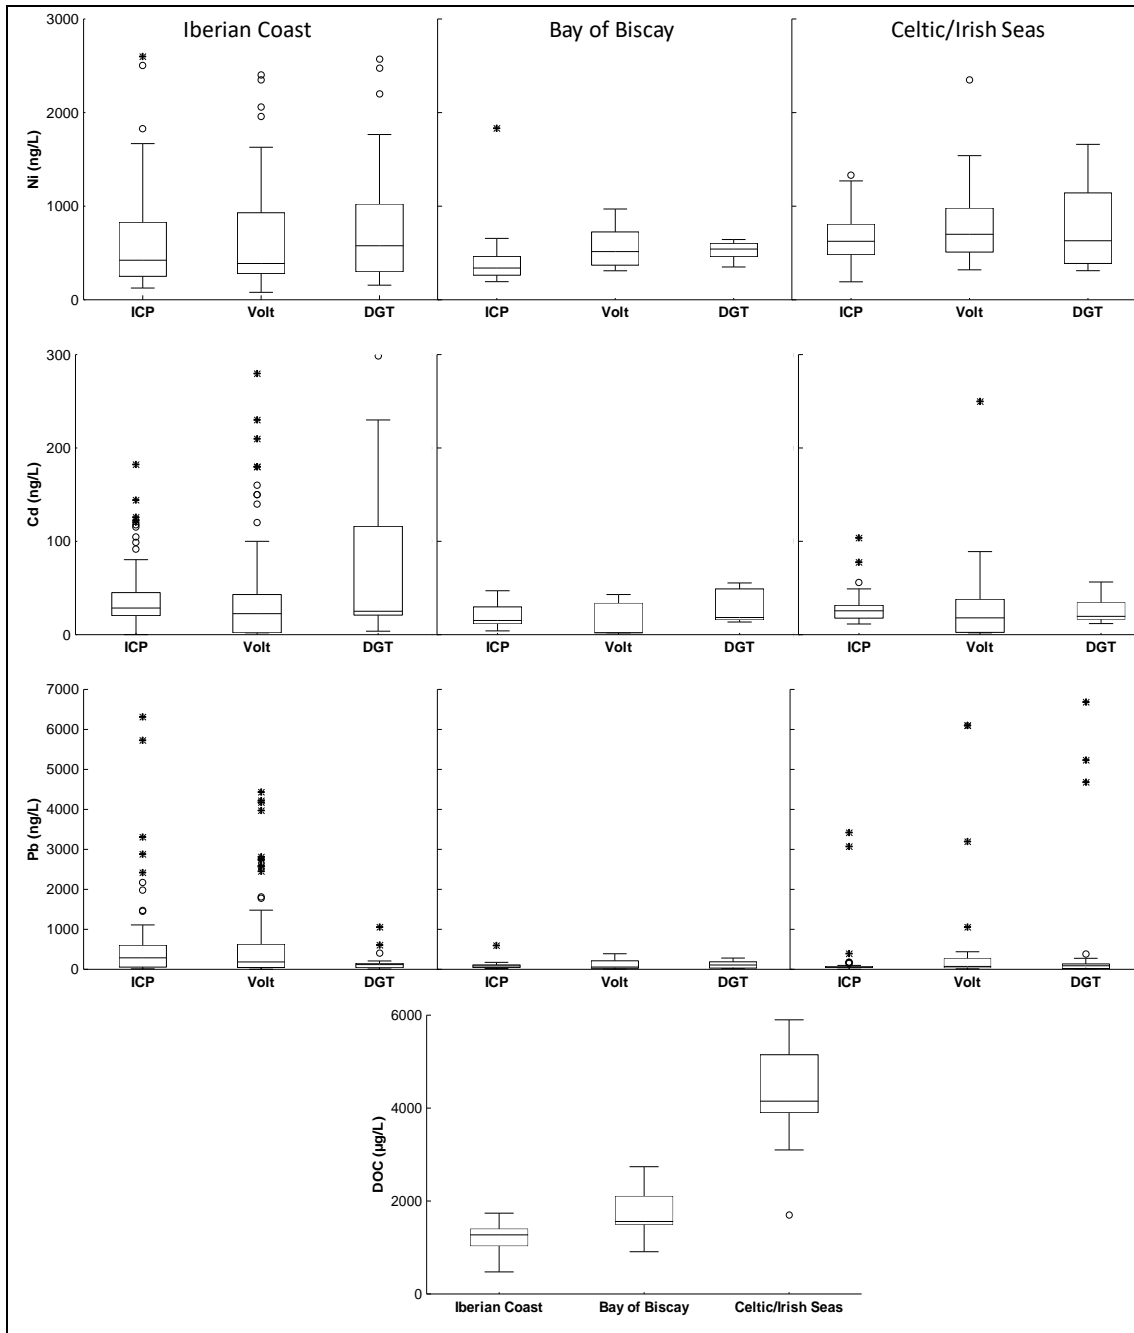 Iberian Coast Bay of Biscay Celtic/Irish Seas
3000
2000
1000
0
Ni (ng/L)
ICP Volt DGT ICP Volt DGT ICP Volt DGT
300
200
100
0
Cd (ng/L)
ICP Volt DGT ICP Volt DGT ICP Volt DGT
7000
6000
5000
4000
3000
2000
1000
0
Pb (ng/L)
ICP Volt DGT ICP Volt DGT ICP Volt DGT
6000
4000
2000
0
DOC (µg/L)
Iberian Coast Bay of Biscay Celtic/Irish Seas